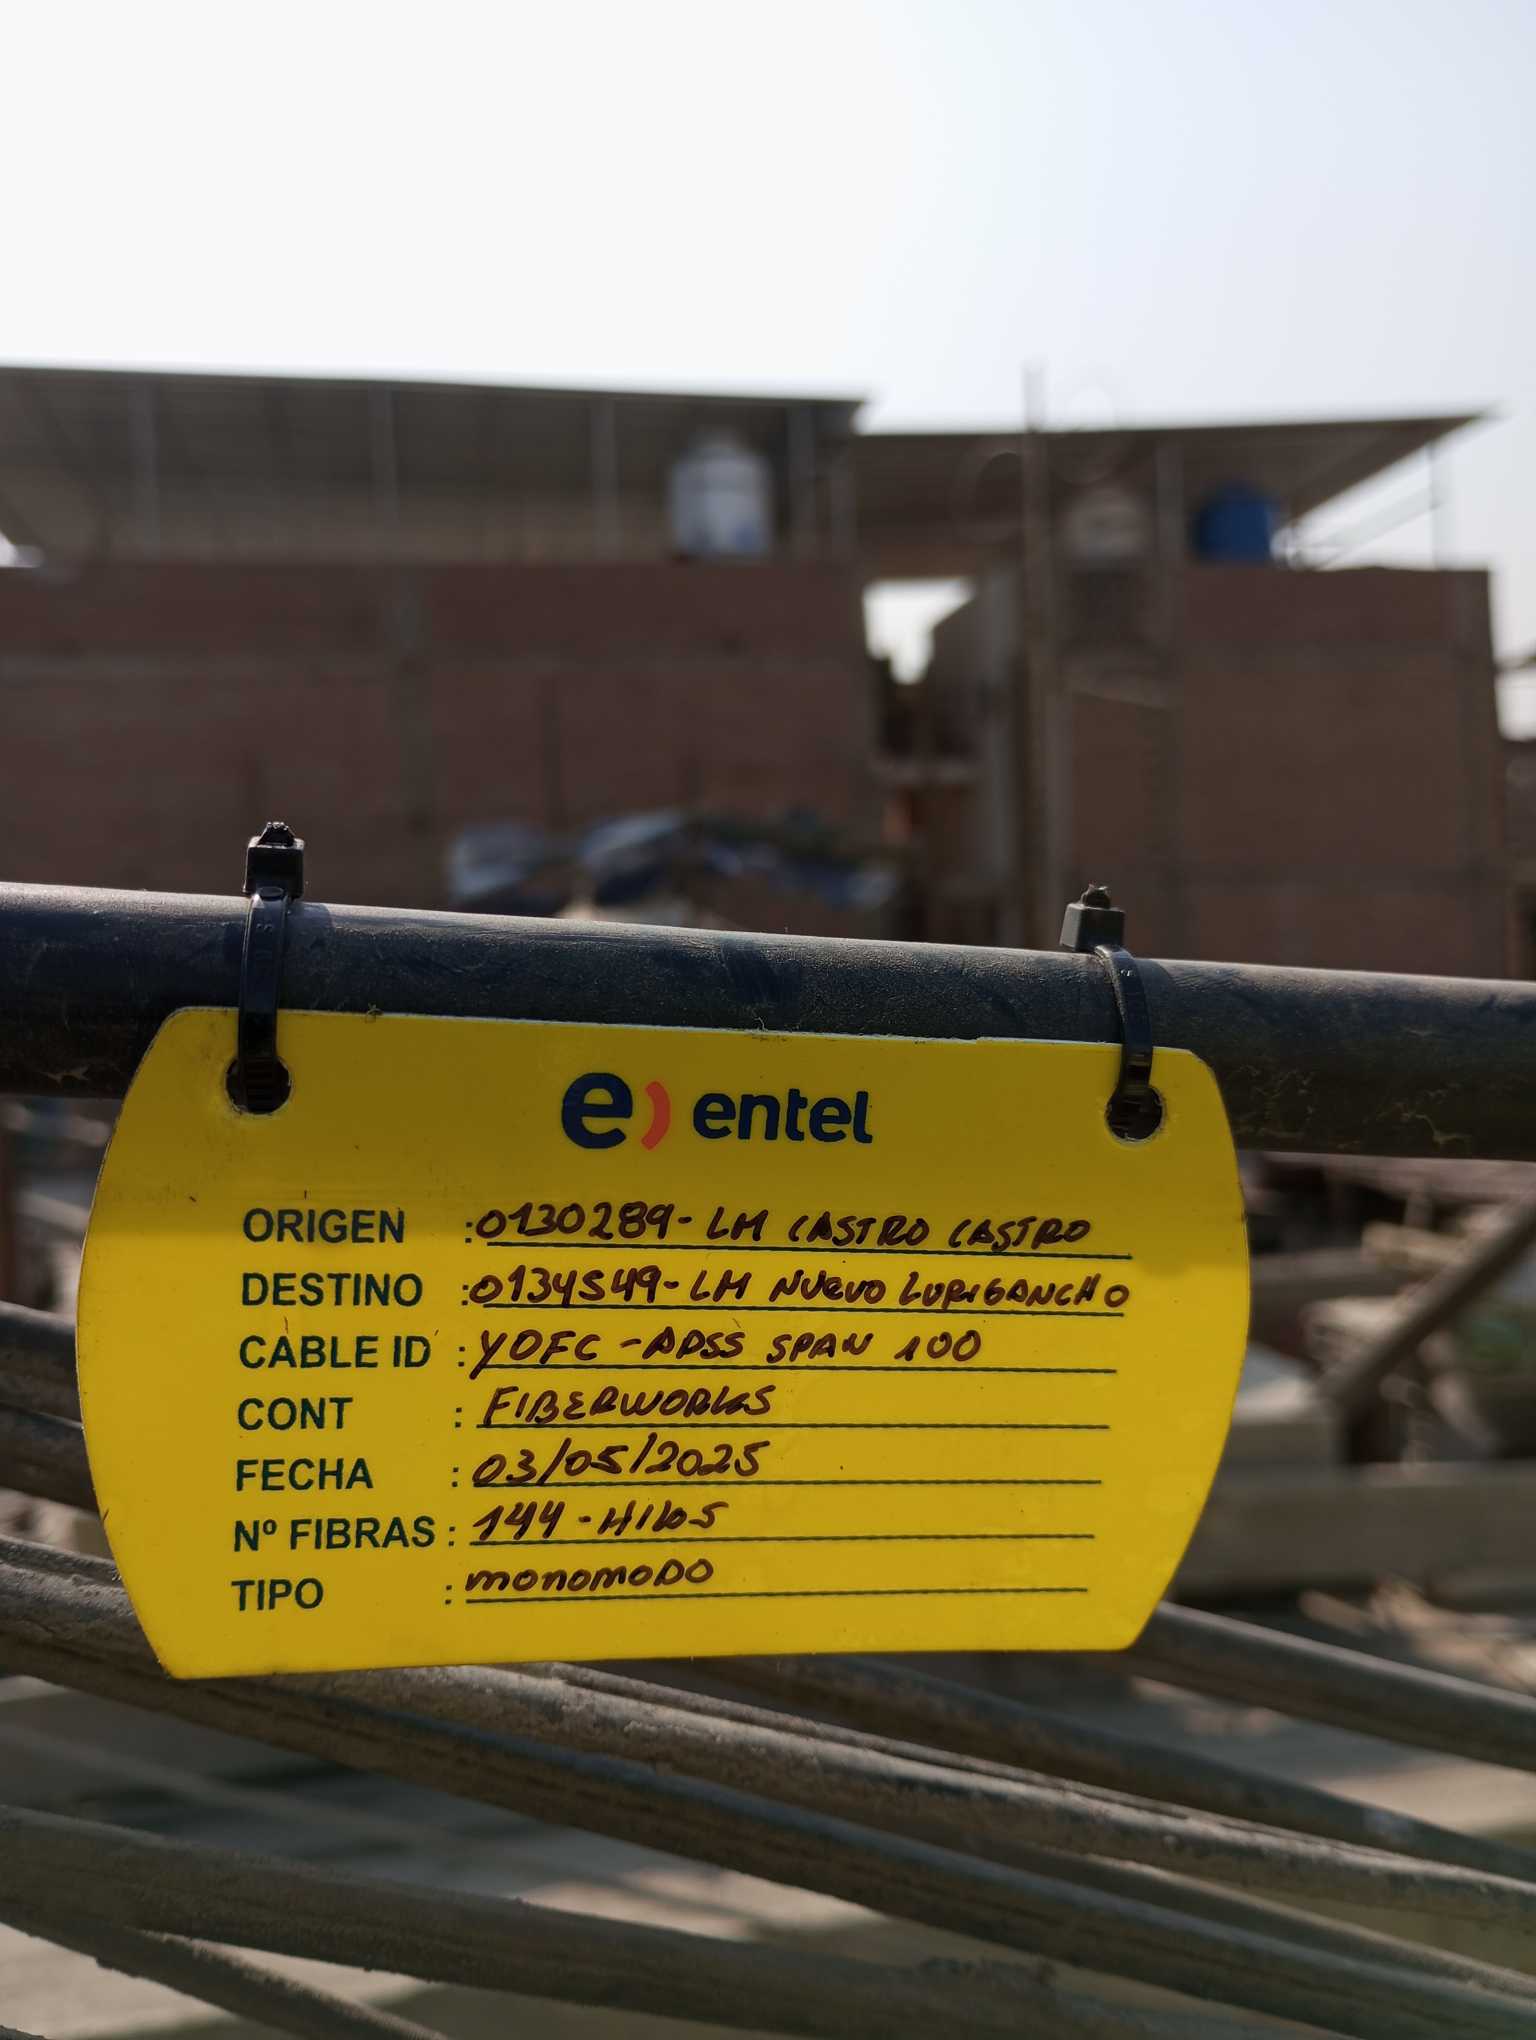 e) entel
ORIGEN : 0130289- LM CASTRO CASTRO
DESTINO : 0134549- LM NUEVO LURIGANCHO
CABLE ID : YOFC - ADSS SPAN 100
CONT : FIBERWORKS
FECHA : 03/05/2025
Nº FIBRAS : 144 - HILOS
TIPO : monomoDO